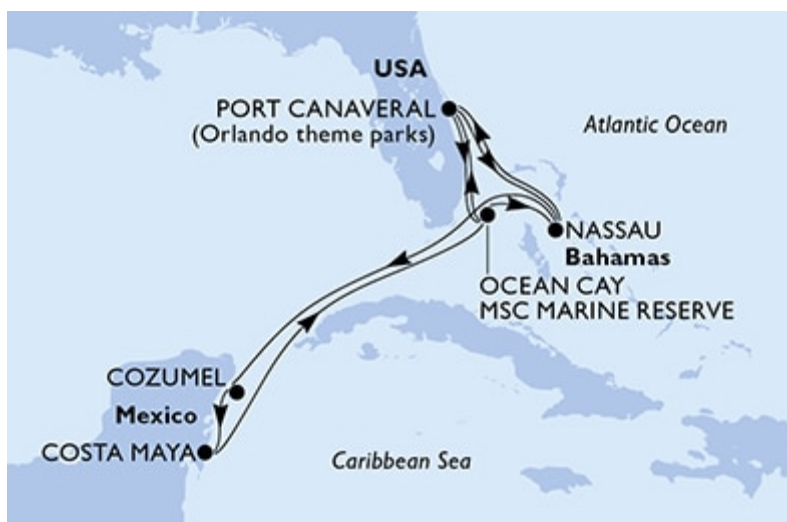 USA
PORT CANAVERAL
(Orlando theme parks)
Atlantic Ocean
NASSAU
Bahamas
OCEAN CAY
MSC MARINE RESERVE
COZUMEL
Mexico
COSTA MAYA
Caribbean Sea